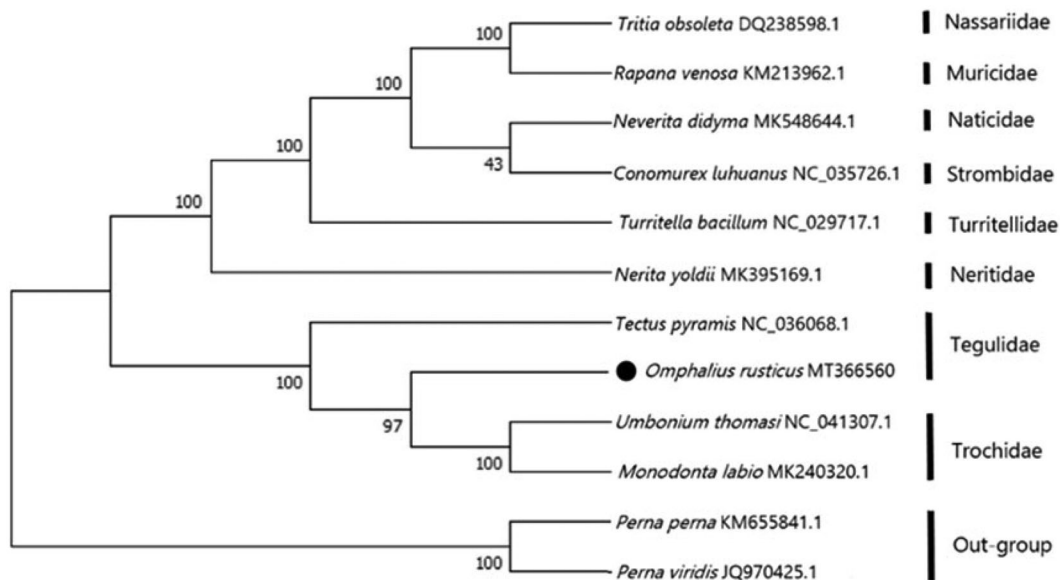 100
Tritia obsoleta DQ238598.1 Nassariidae
100
Rapana venosa KM213962.1 Muricidae
100
Neverita didyma MK548644.1 Naticidae
43
Conomurex luhuanus NC_035726.1 Strombidae
100
Turritella bacillum NC_029717.1 Turritellidae
Nerita yoldii MK395169.1 Neritidae
Tectus pyramis NC_036068.1
Tegulidae
100
Omphalius rusticus MT366560
97
Umbonium thomasi NC_041307.1
Trochidae
100
Monodonta labio MK240320.1
Perna perna KM655841.1
Out-group
100
Perna viridis JQ970425.1